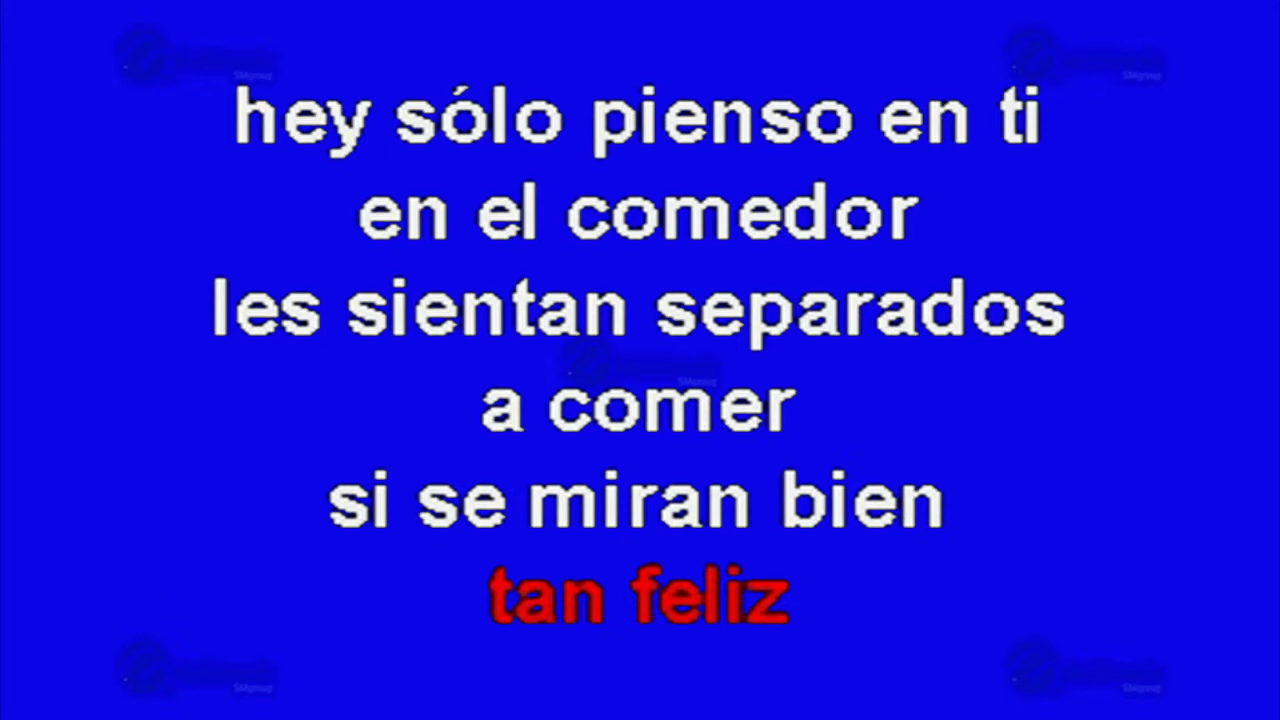 hey sólo pienso en ti
en el comedor
les sientan separados
a comer
si se miran bien
tan feliz